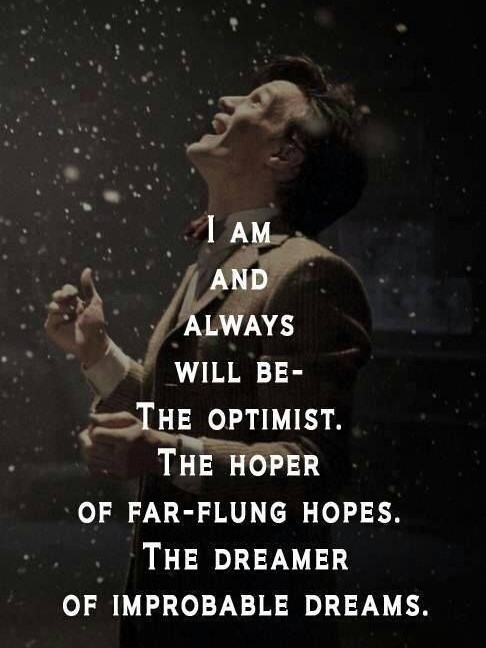 I AM
AND
ALWAYS
WILL BE-
THE OPTIMIST.
THE HOPER
OF FAR-FLUNG HOPES.
THE DREAMER
OF IMPROBABLE DREAMS.